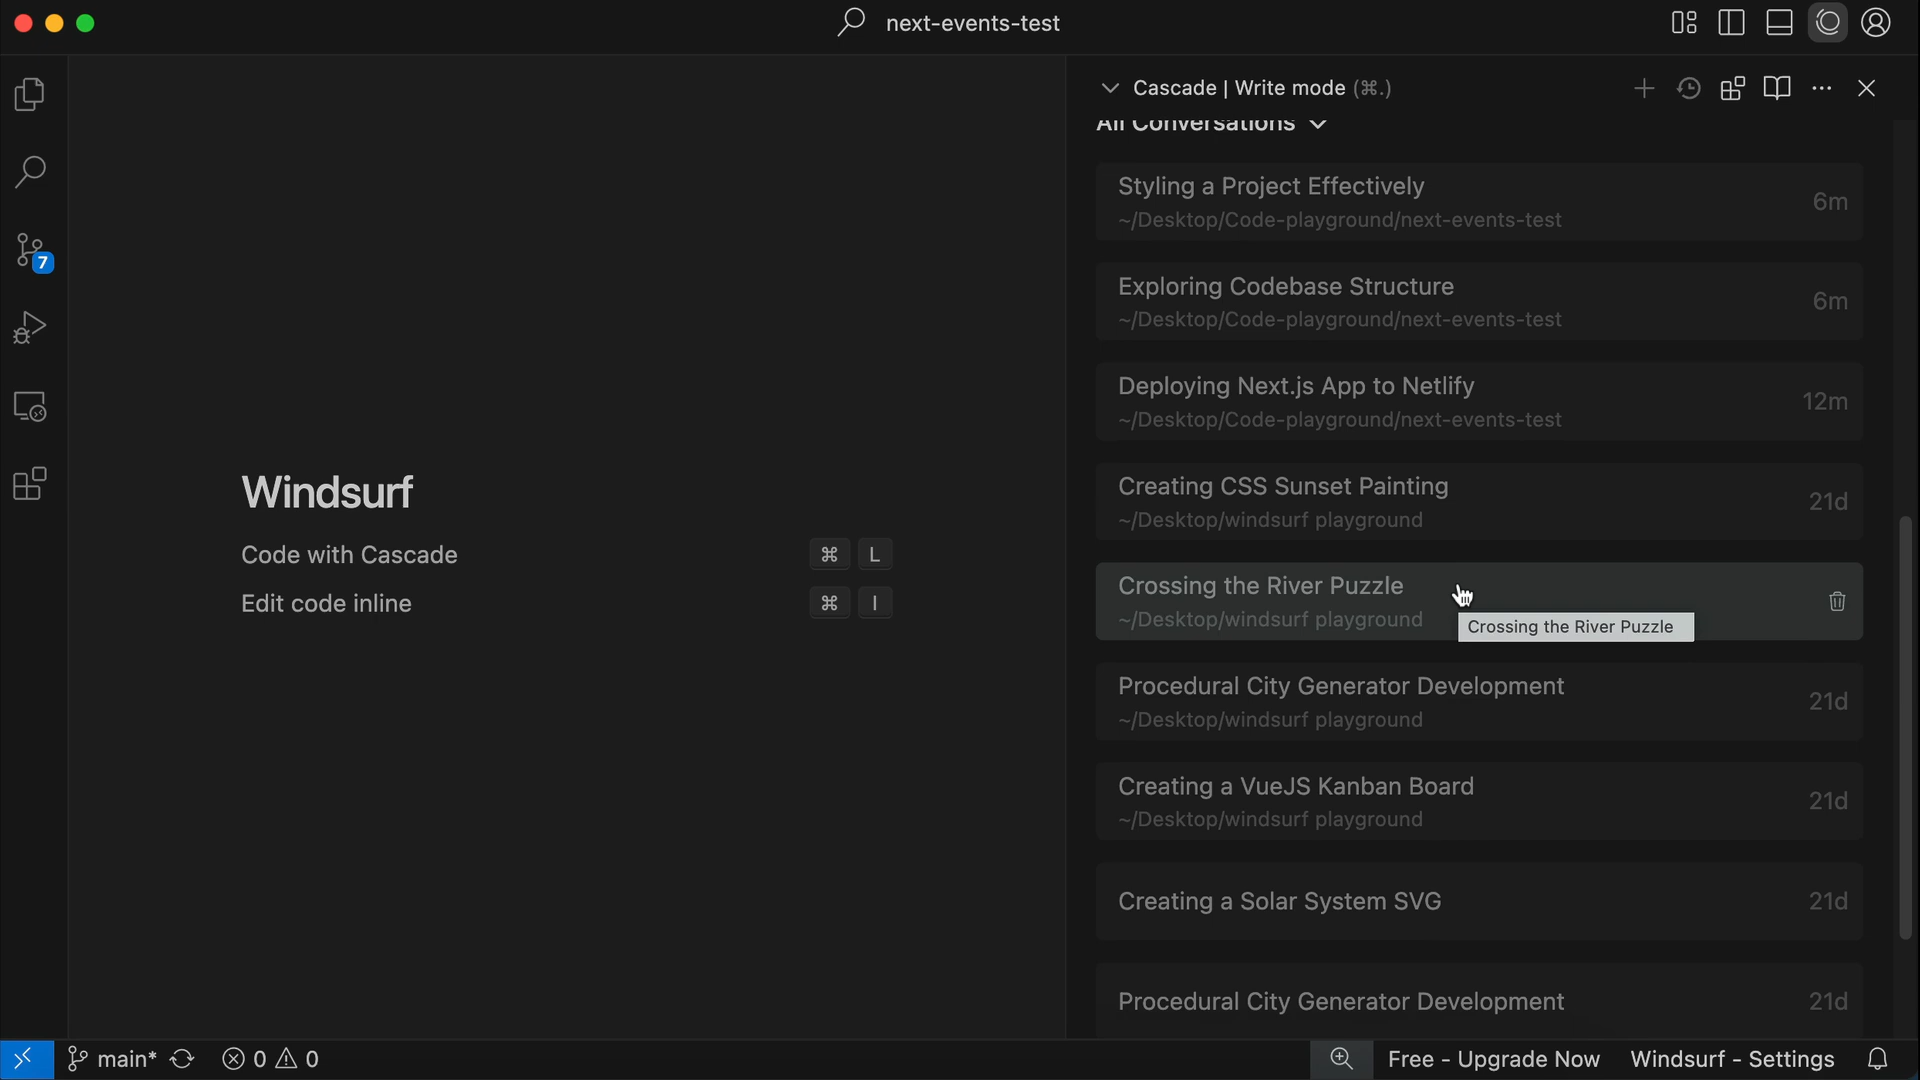 next-events-test
7
Windsurf
Code with Cascade ⌘ L
Edit code inline ⌘ I
Cascade | Write mode (⌘.)
All Conversations
Styling a Project Effectively
~/Desktop/Code-playground/next-events-test
6m
Exploring Codebase Structure
~/Desktop/Code-playground/next-events-test
6m
Deploying Next.js App to Netlify
~/Desktop/Code-playground/next-events-test
12m
Creating CSS Sunset Painting
~/Desktop/windsurf playground
21d
Crossing the River Puzzle
~/Desktop/windsurf playground
Crossing the River Puzzle
Procedural City Generator Development
~/Desktop/windsurf playground
21d
Creating a VueJS Kanban Board
~/Desktop/windsurf playground
21d
Creating a Solar System SVG
21d
Procedural City Generator Development
21d
main* 0 0 Free - Upgrade Now Windsurf - Settings